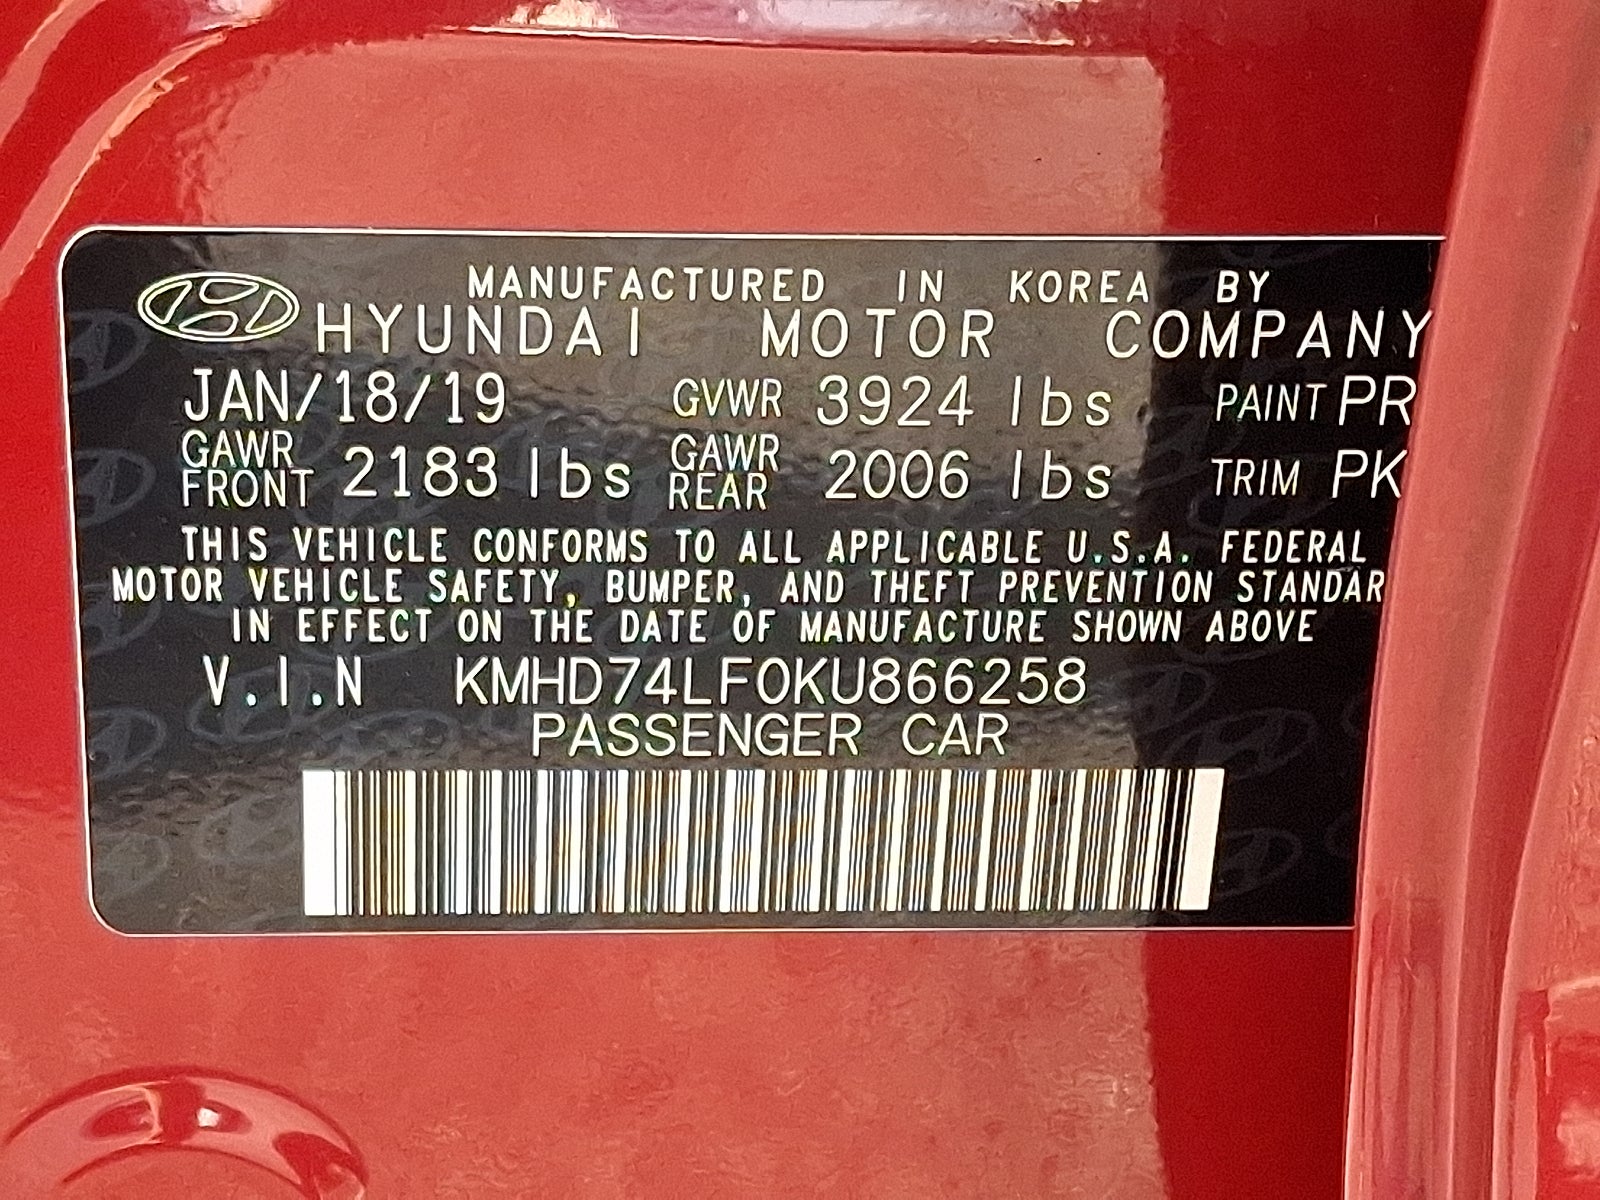 MANUFACTURED IN KOREA BY
HYUNDAI MOTOR COMPANY
JAN/18/19 GVWR 3924 lbs PAINT PR
GAWR FRONT 2183 lbs GAWR REAR 2006 lbs TRIM PK
THIS VEHICLE CONFORMS TO ALL APPLICABLE U.S.A. FEDERAL
MOTOR VEHICLE SAFETY, BUMPER, AND THEFT PREVENTION STANDAR
IN EFFECT ON THE DATE OF MANUFACTURE SHOWN ABOVE
V.I.N KMHD74LF0KU866258
PASSENGER CAR